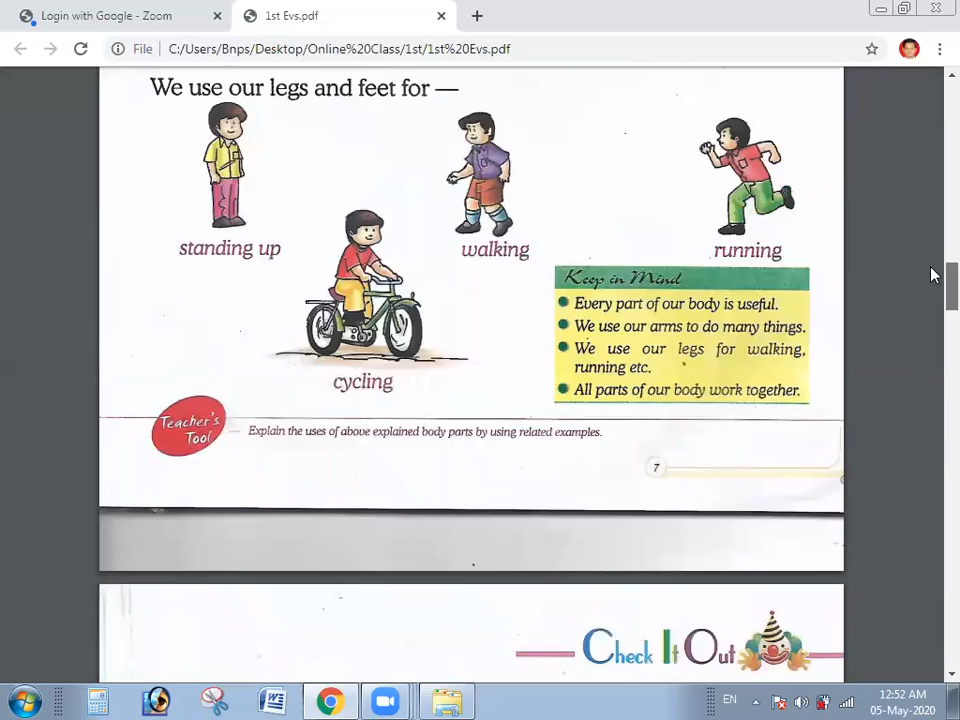 Login with Google - Zoom
1st Evs.pdf
File
C:/Users/Bnps/Desktop/Online%20Class/1st/1st%20Evs.pdf
We use our legs and feet for —
standing up
walking
running
cycling
Keep in Mind
Every part of our body is useful.
We use our arms to do many things.
We use our legs for walking,
running etc.
All parts of our body work together.
Teacher's
Tool
— Explain the uses of above explained body parts by using related examples.
7
Check It Out
EN
12:52 AM
05-May-2020